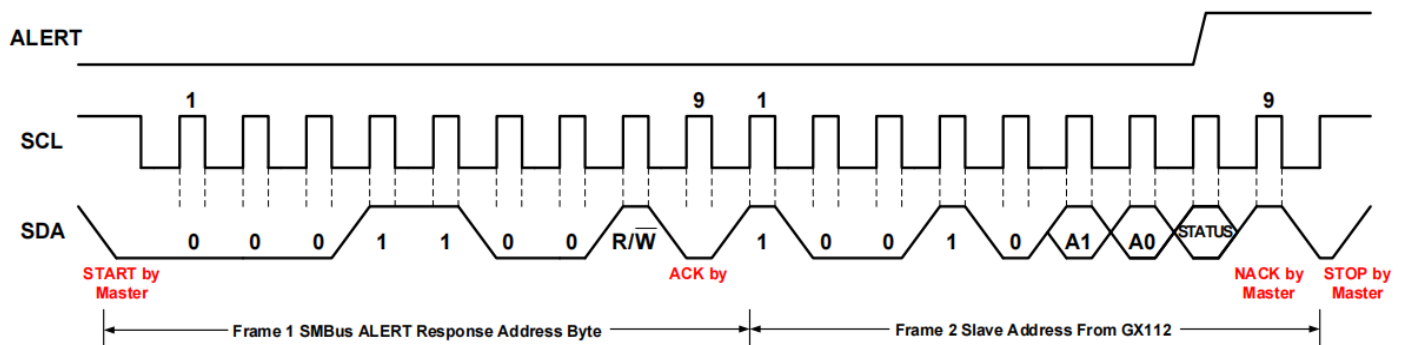 ALERT
1 9 1 9
SCL
SDA
0 0 0 1 1 0 0 R/W̅ 1 0 0 1 0 A1 A0 STATUS
START by
Master
ACK by
NACK by
Master
STOP by
Master
Frame 1 SMBus ALERT Response Address Byte
Frame 2 Slave Address From GX112